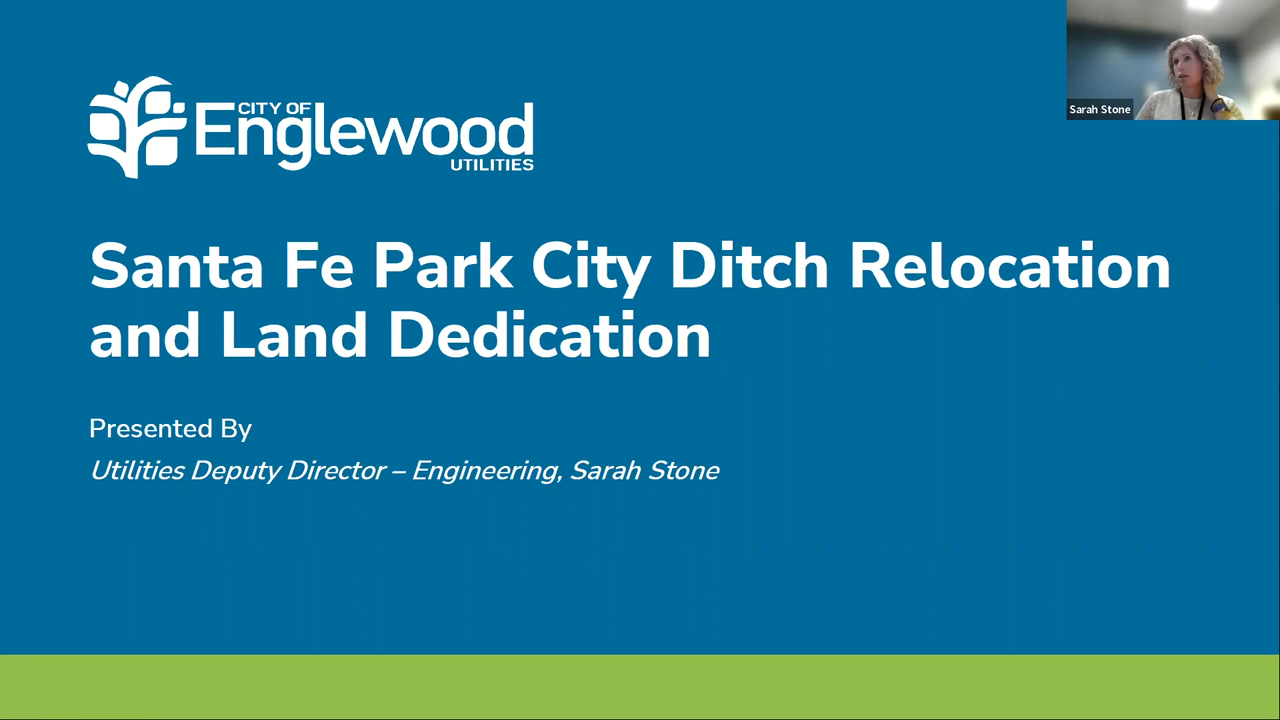 CITY OF
Englewood
UTILITIES
Sarah Stone
Santa Fe Park City Ditch Relocation
and Land Dedication
Presented By
Utilities Deputy Director – Engineering, Sarah Stone